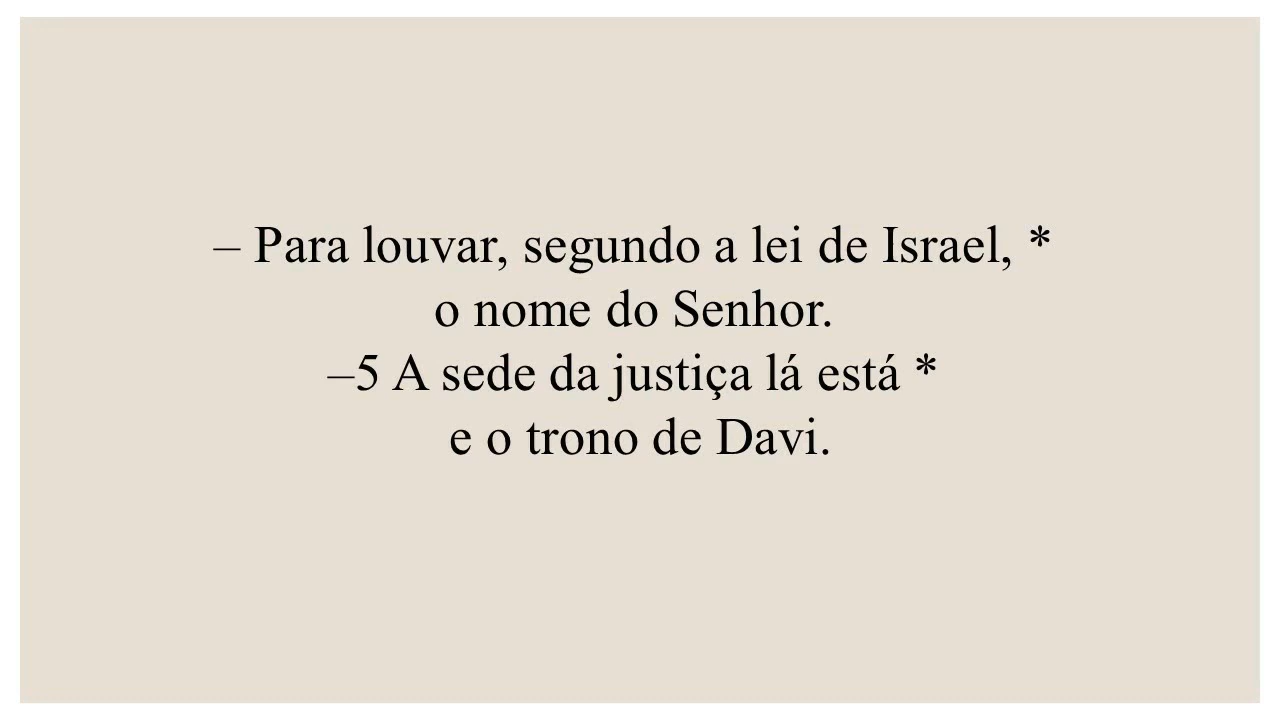 – Para louvar, segundo a lei de Israel, *
o nome do Senhor.
–5 A sede da justiça lá está *
e o trono de Davi.